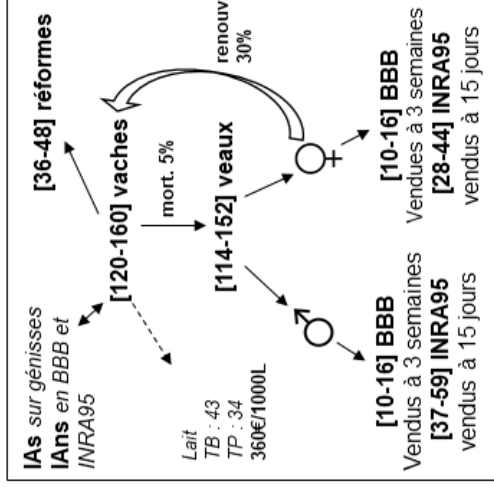 IAs sur génisses
IAns en BBB et
INRA95
[36-48] réformes
[120-160] vaches
mort. 5%
renouv
30%
Lait
TB : 43
TP : 34
360€/1000L
[114-152] veaux
[10-16] BBB
Vendus à 3 semaines
[37-59] INRA95
vendus à 15 jours
[10-16] BBB
Vendues à 3 semaines
[28-44] INRA95
vendus à 15 jours